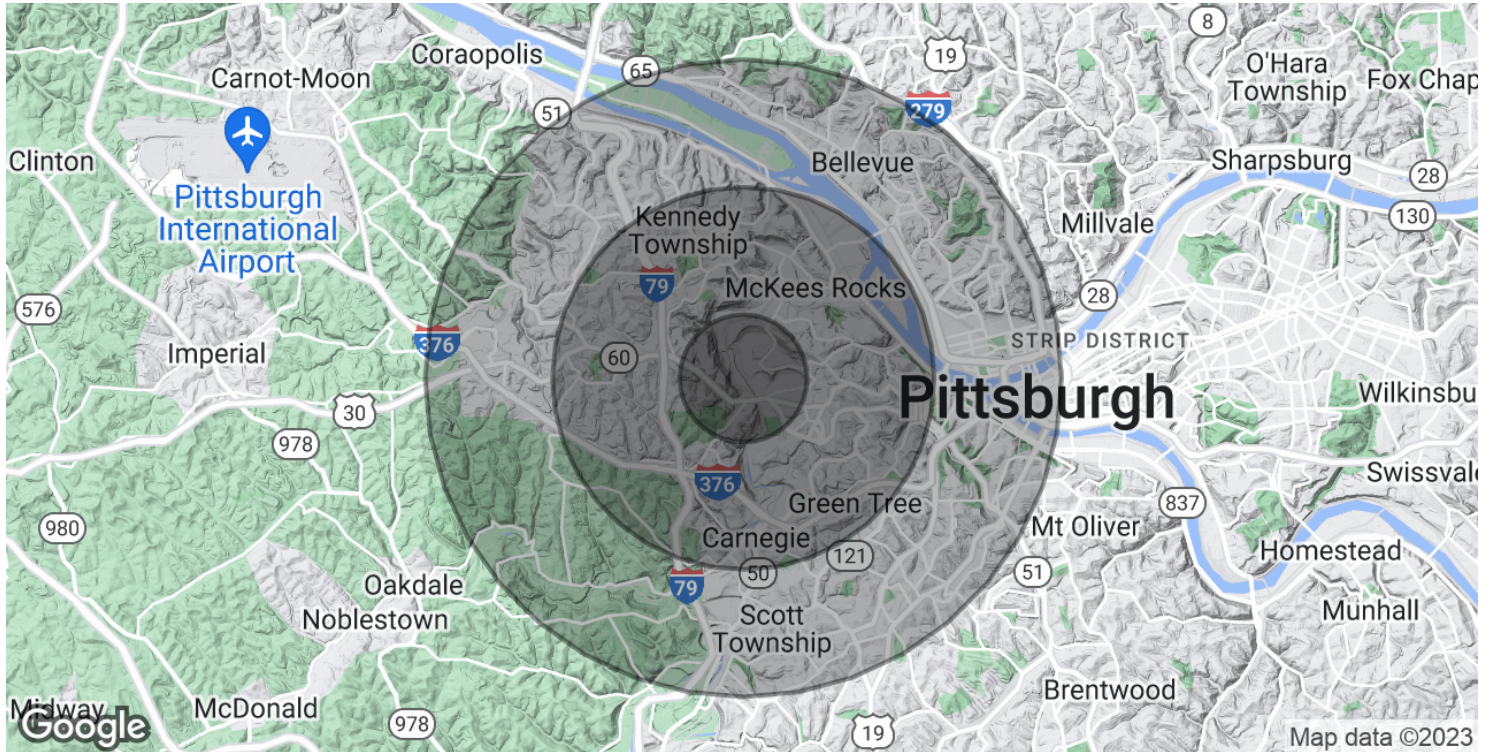 8
19
O'Hara
Township
Fox Chap
Coraopolis
Carnot-Moon
65
51
279
Clinton
Bellevue
Sharpsburg
28
Pittsburgh
International
Airport
130
Kennedy
Township
Millvale
79
McKees Rocks
28
576
STRIP DISTRICT
376
Imperial
60
Pittsburgh
Wilkinsbu
30
978
Swissvale
376
Green Tree
837
980
Mt Oliver
Carnegie
121
Homestead
50
51
Oakdale
79
Noblestown
Scott
Township
Munhall
Brentwood
Midway
McDonald
978
19
Google
Map data ©2023